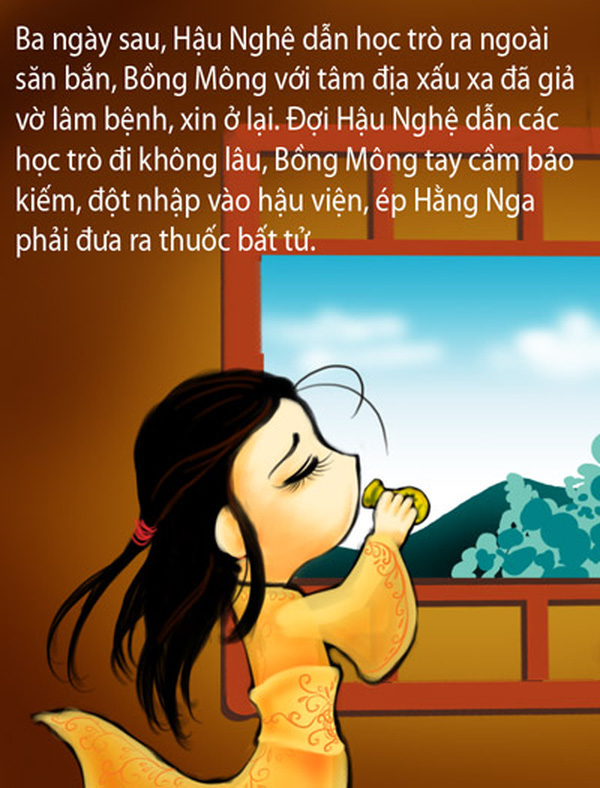 Ba ngày sau, Hậu Nghệ dẫn học trò ra ngoài
săn bắn, Bồng Mông với tâm địa xấu xa đã giả
vờ lâm bệnh, xin ở lại. Đợi Hậu Nghệ dẫn các
học trò đi không lâu, Bồng Mông tay cầm bảo
kiếm, đột nhập vào hậu viện, ép Hằng Nga
phải đưa ra thuốc bất tử.